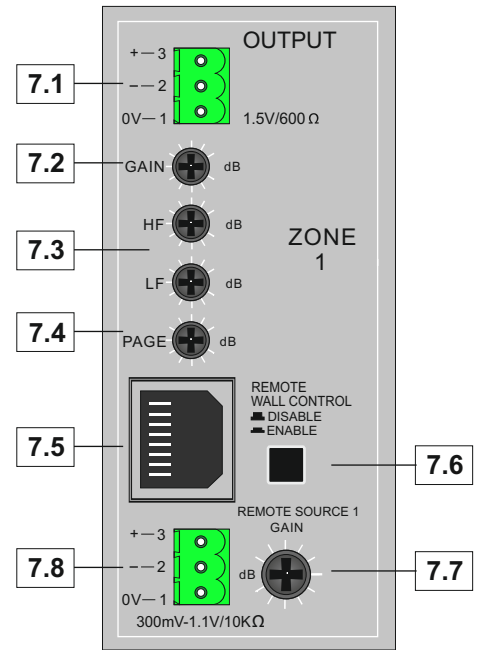 OUTPUT
+—3
7.1
-–—2
0V—1
1.5V/600 Ω
7.2
GAIN
dB
HF
dB
7.3
ZONE
1
LF
dB
7.4
PAGE
dB
REMOTE
WALL CONTROL
DISABLE
ENABLE
7.5
7.6
REMOTE SOURCE 1
GAIN
+—3
7.8
-–—2
dB
7.7
0V—1
300mV-1.1V/10KΩ